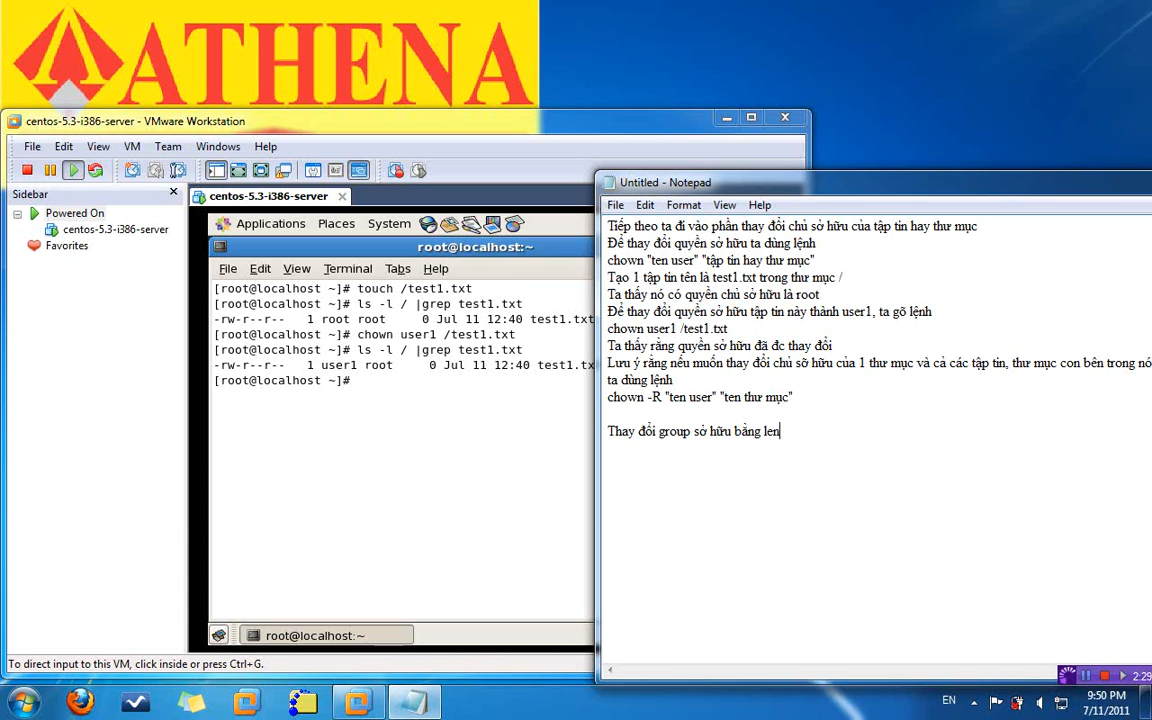 ATHENA
centos-5.3-i386-server - VMware Workstation
File Edit View VM Team Windows Help
Sidebar
Powered On
centos-5.3-i386-server
Favorites
centos-5.3-i386-server
Applications Places System
root@localhost:~
File Edit View Terminal Tabs Help
[root@localhost ~]# touch /test1.txt
[root@localhost ~]# ls -l / |grep test1.txt
-rw-r--r-- 1 root root 0 Jul 11 12:40 test1.txt
[root@localhost ~]# chown user1 /test1.txt
[root@localhost ~]# ls -l / |grep test1.txt
-rw-r--r-- 1 user1 root 0 Jul 11 12:40 test1.txt
[root@localhost ~]#
root@localhost:~
To direct input to this VM, click inside or press Ctrl+G.
Untitled - Notepad
File Edit Format View Help
Tiếp theo ta đi vào phần thay đổi chủ sở hữu của tập tin hay thư mục
Để thay đổi quyền sở hữu ta dùng lệnh
chown "ten user" "tập tin hay thư mục"
Tạo 1 tập tin tên là test1.txt trong thư mục /
Ta thấy nó có quyền chủ sở hữu là root
Để thay đổi quyền sở hữu tập tin này thành user1, ta gõ lệnh
chown user1 /test1.txt
Ta thấy rằng quyền sở hữu đã đc thay đổi
Lưu ý rằng nếu muốn thay đổi chủ sỡ hữu của 1 thư mục và cả các tập tin, thư mục con bên trong nó
ta dùng lệnh
chown -R "ten user" "ten thư mục"
Thay đổi group sở hữu bằng len
2:29
EN
9:50 PM
7/11/2011